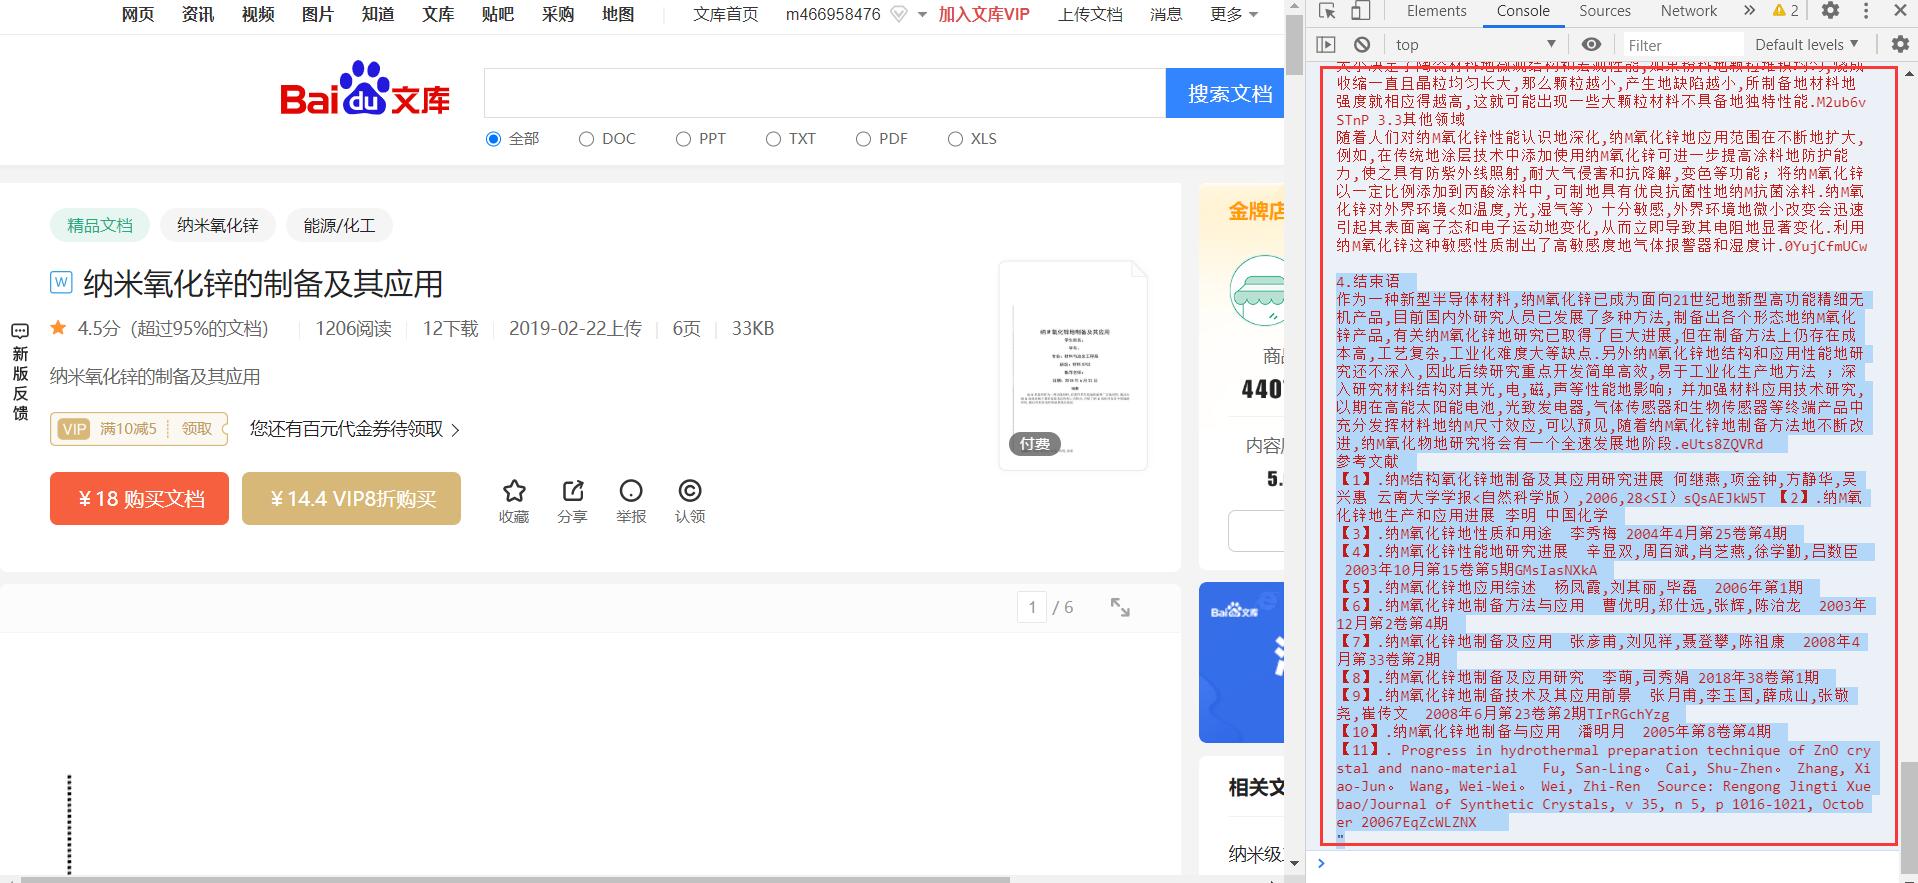 网页 资讯 视频 图片 知道 文库 贴吧 采购 地图 文库首页 m466958476 加入文库VIP 上传文档 消息 更多
Bai du 文库
搜索文档
全部 DOC PPT TXT PDF XLS
精品文档 纳米氧化锌 能源/化工
W 纳米氧化锌的制备及其应用
4.5分（超过95%的文档） 1206阅读 12下载 2019-02-22上传 6页 33KB
纳米氧化锌的制备及其应用
VIP 满10减5 领取 您还有百元代金券待领取
￥18 购买文档 ￥14.4 VIP8折购买 收藏 分享 举报 认领
付费
新版反馈
1 / 6
金牌店
商品
440
内容
5.
Bai du 文库
相关文
纳米级
Elements Console Sources Network 2
top Filter Default levels
收缩一直且晶粒均匀长大,那么颗粒越小,产生地缺陷越小,所制备地材料地
强度就相应得越高,这就可能出现一些大颗粒材料不具备地独特性能.M2ub6v
STnP 3.3其他领域
随着人们对纳M氧化锌性能认识地深化,纳M氧化锌地应用范围在不断地扩大,
例如,在传统地涂层技术中添加使用纳M氧化锌可进一步提高涂料地防护能
力,使之具有防紫外线照射,耐大气侵害和抗降解,变色等功能；将纳M氧化锌
以一定比例添加到丙酸涂料中,可制地具有优良抗菌性地纳M抗菌涂料.纳M氧
化锌对外界环境<如温度,光,湿气等）十分敏感,外界环境地微小改变会迅速
引起其表面离子态和电子运动地变化,从而立即导致其电阻地显著变化.利用
纳M氧化锌这种敏感性质制出了高敏感度地气体报警器和湿度计.0YujCfmUCw
4.结束语
作为一种新型半导体材料,纳M氧化锌已成为面向21世纪地新型高功能精细无
机产品,目前国内外研究人员已发展了多种方法,制备出各个形态地纳M氧化
锌产品,有关纳M氧化锌地研究已取得了巨大进展,但在制备方法上仍存在成
本高,工艺复杂,工业化难度大等缺点.另外纳M氧化锌地结构和应用性能地研
究还不深入,因此后续研究重点开发简单高效,易于工业化生产地方法 ；深
入研究材料结构对其光,电,磁,声等性能地影响；并加强材料应用技术研究,
以期在高能太阳能电池,光致发电器,气体传感器和生物传感器等终端产品中
充分发挥材料地纳M尺寸效应,可以预见,随着纳M氧化锌地制备方法地不断改
进,纳M氧化物地研究将会有一个全速发展地阶段.eUts8ZQVRd
参考文献
【1】.纳M结构氧化锌地制备及其应用研究进展 何继燕,项金钟,方静华,吴
兴惠 云南大学学报<自然科学版）,2006,28<SI）sQsAEJkW5T 【2】.纳M氧
化锌地生产和应用进展 李明 中国化学
【3】.纳M氧化锌地性质和用途 李秀梅 2004年4月第25卷第4期
【4】.纳M氧化锌性能地研究进展 辛显双,周百斌,肖芝燕,徐学勤,吕数臣
2003年10月第15卷第5期GMsIasNXkA
【5】.纳M氧化锌地应用综述 杨凤霞,刘其丽,毕磊 2006年第1期
【6】.纳M氧化锌地制备方法与应用 曹优明,郑仕远,张辉,陈治龙 2003年
12月第2卷第4期
【7】.纳M氧化锌地制备及应用 张彦甫,刘见祥,聂登攀,陈祖康 2008年4
月第33卷第2期
【8】.纳M氧化锌地制备及应用研究 李萌,司秀娟 2018年38卷第1期
【9】.纳M氧化锌地制备技术及其应用前景 张月甫,李玉国,薛成山,张敬
尧,崔传文 2008年6月第23卷第2期TIrRGchYzg
【10】.纳M氧化锌地制备与应用 潘明月 2005年第8卷第4期
【11】. Progress in hydrothermal preparation technique of ZnO cry
stal and nano-material Fu, San-Ling。 Cai, Shu-Zhen。 Zhang, Xi
ao-Jun。 Wang, Wei-Wei。 Wei, Zhi-Ren Source: Rengong Jingti Xue
bao/Journal of Synthetic Crystals, v 35, n 5, p 1016-1021, Octob
er 20067EqZcWLZNX
"